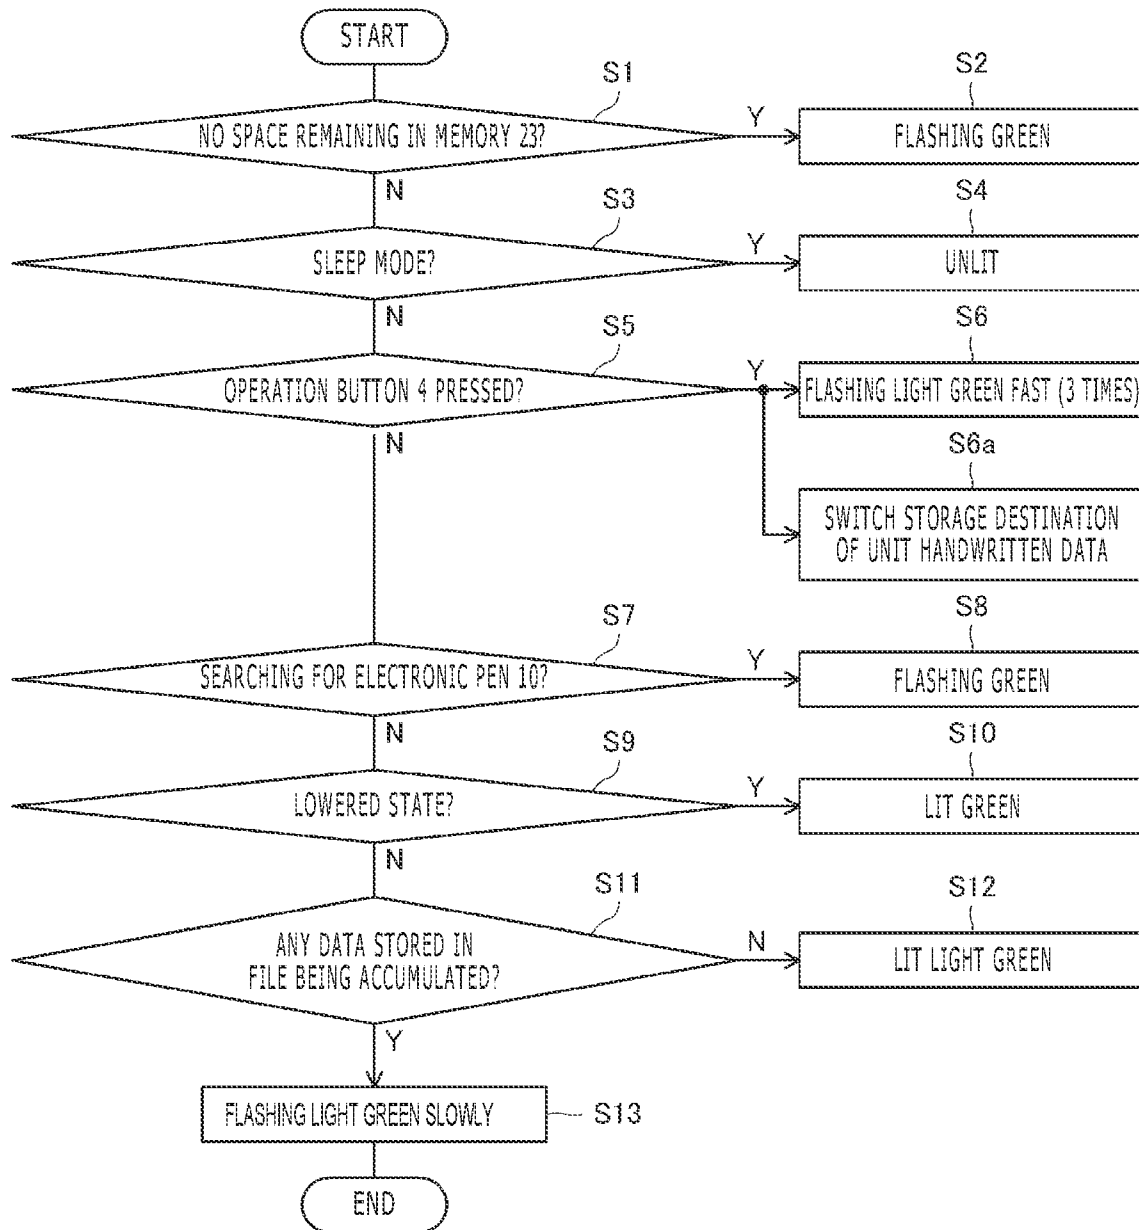 START
S1
NO SPACE REMAINING IN MEMORY 23?
Y
S2
FLASHING GREEN
N
S3
SLEEP MODE?
Y
S4
UNLIT
N
S5
OPERATION BUTTON 4 PRESSED?
Y
S6
FLASHING LIGHT GREEN FAST (3 TIMES)
N
S6a
SWITCH STORAGE DESTINATION
OF UNIT HANDWRITTEN DATA
S7
SEARCHING FOR ELECTRONIC PEN 10?
Y
S8
FLASHING GREEN
N
S9
LOWERED STATE?
Y
S10
LIT GREEN
N
S11
ANY DATA STORED IN
FILE BEING ACCUMULATED?
N
S12
LIT LIGHT GREEN
Y
FLASHING LIGHT GREEN SLOWLY
S13
END